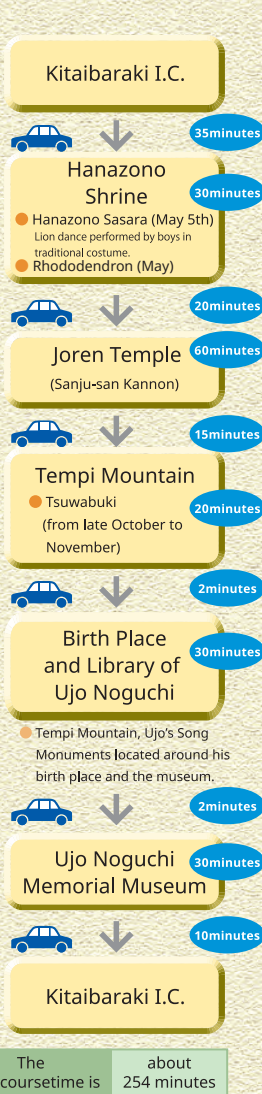 Kitaibaraki I.C.
35minutes
Hanazono
Shrine
30minutes
Hanazono Sasara (May 5th)
Lion dance performed by boys in
traditional costume.
Rhododendron (May)
20minutes
Joren Temple
60minutes
(Sanju-san Kannon)
15minutes
Tempi Mountain
Tsuwabuki
20minutes
(from late October to
November)
2minutes
Birth Place
and Library of
Ujo Noguchi
30minutes
Tempi Mountain, Ujo’s Song
Monuments located around his
birth place and the museum.
2minutes
Ujo Noguchi
Memorial Museum
30minutes
10minutes
Kitaibaraki I.C.
The
coursetime is
about
254 minutes